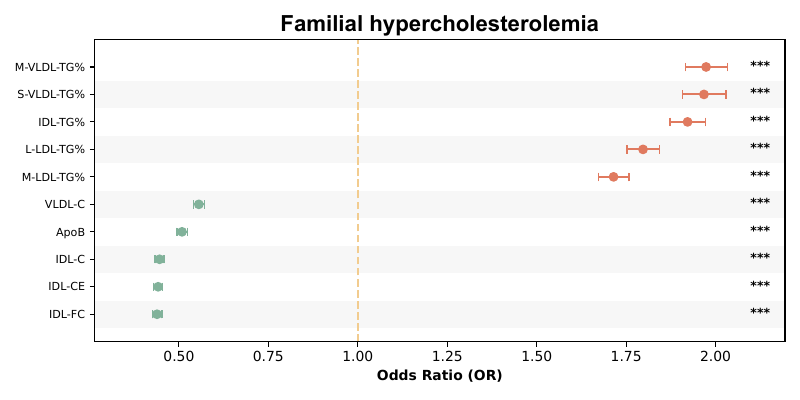 Familial hypercholesterolemia
M-VLDL-TG% ***
S-VLDL-TG% ***
IDL-TG% ***
L-LDL-TG% ***
M-LDL-TG% ***
VLDL-C ***
ApoB ***
IDL-C ***
IDL-CE ***
IDL-FC ***
0.50 0.75 1.00 1.25 1.50 1.75 2.00
Odds Ratio (OR)